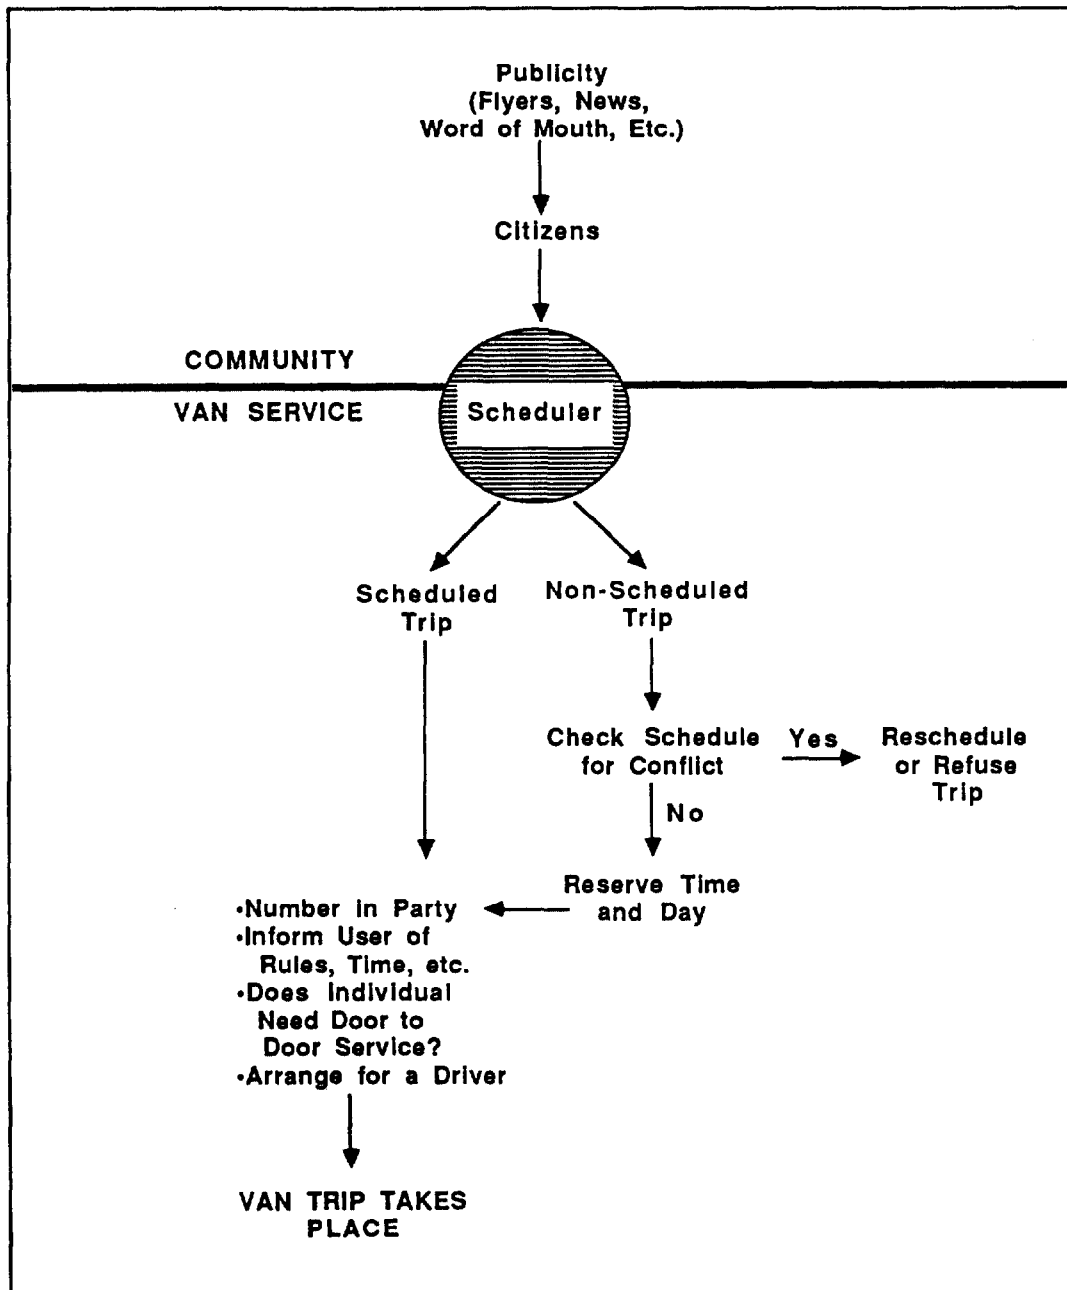 Publicity
(Flyers, News,
Word of Mouth, Etc.)
Citizens
COMMUNITY
VAN SERVICE
Scheduler
Scheduled
Trip
Non-Scheduled
Trip
Check Schedule
for Conflict
Yes
Reschedule
or Refuse
Trip
No
Reserve Time
and Day
•Number in Party
•Inform User of
Rules, Time, etc.
•Does Individual
Need Door to
Door Service?
•Arrange for a Driver
VAN TRIP TAKES
PLACE